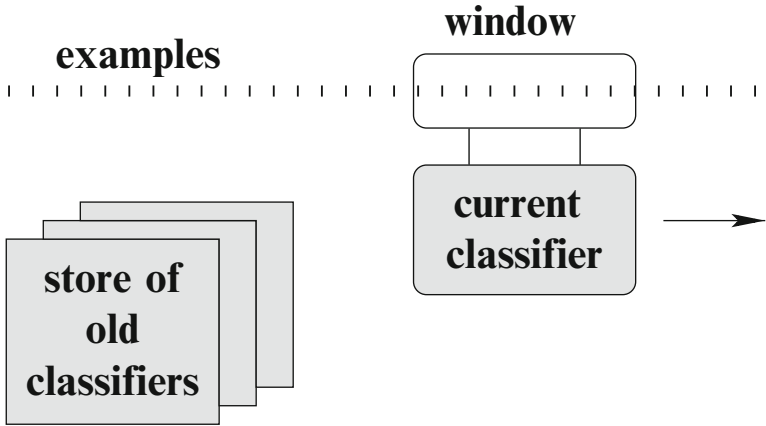 window
examples
current
classifier
store of
old
classifiers